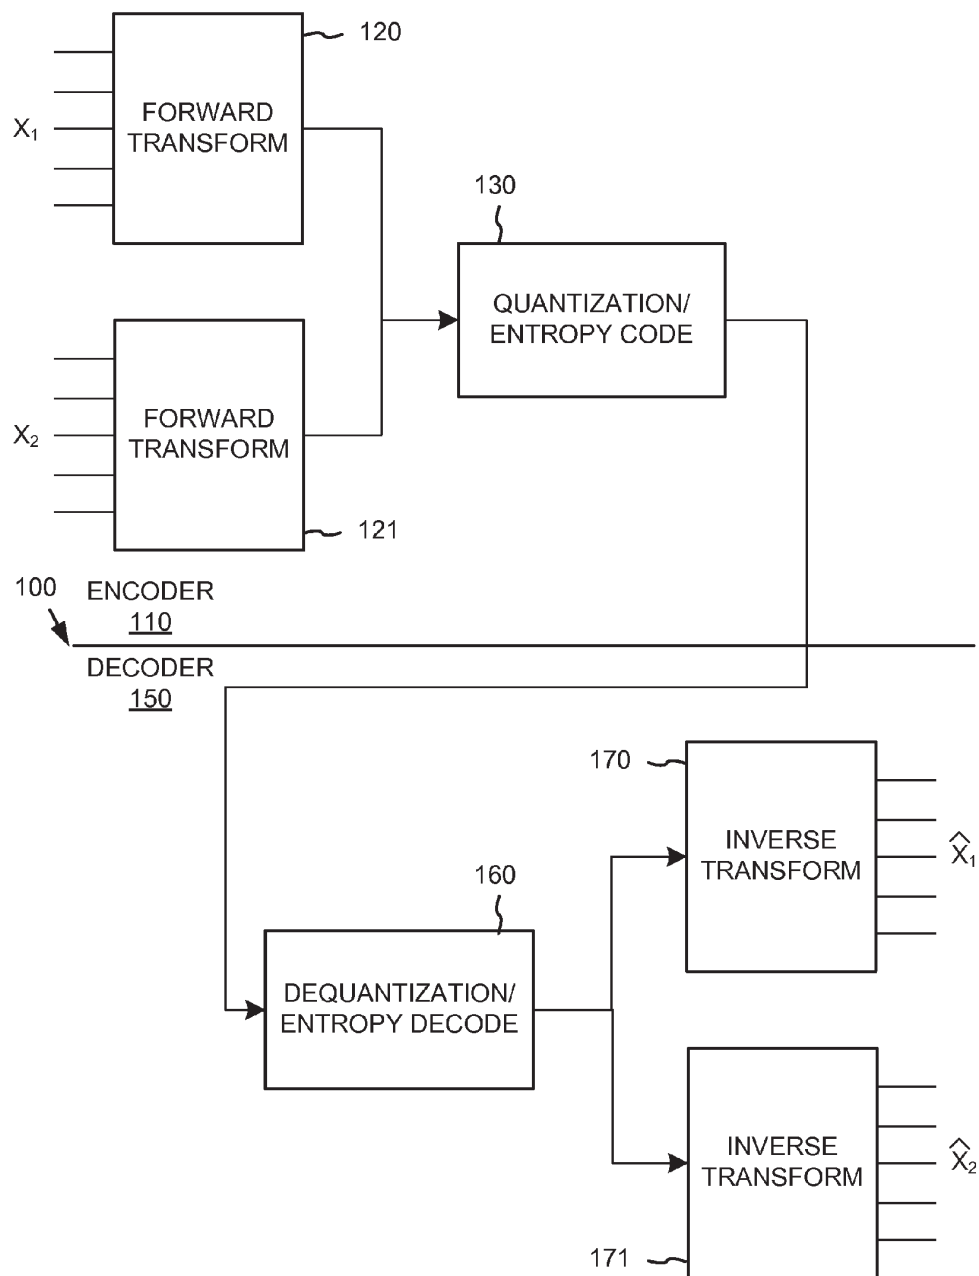 120
FORWARD
TRANSFORM
X₁
130
QUANTIZATION/
ENTROPY CODE
FORWARD
TRANSFORM
X₂
121
100
ENCODER
110
DECODER
150
170
INVERSE
TRANSFORM
X̂₁
160
DEQUANTIZATION/
ENTROPY DECODE
INVERSE
TRANSFORM
X̂₂
171